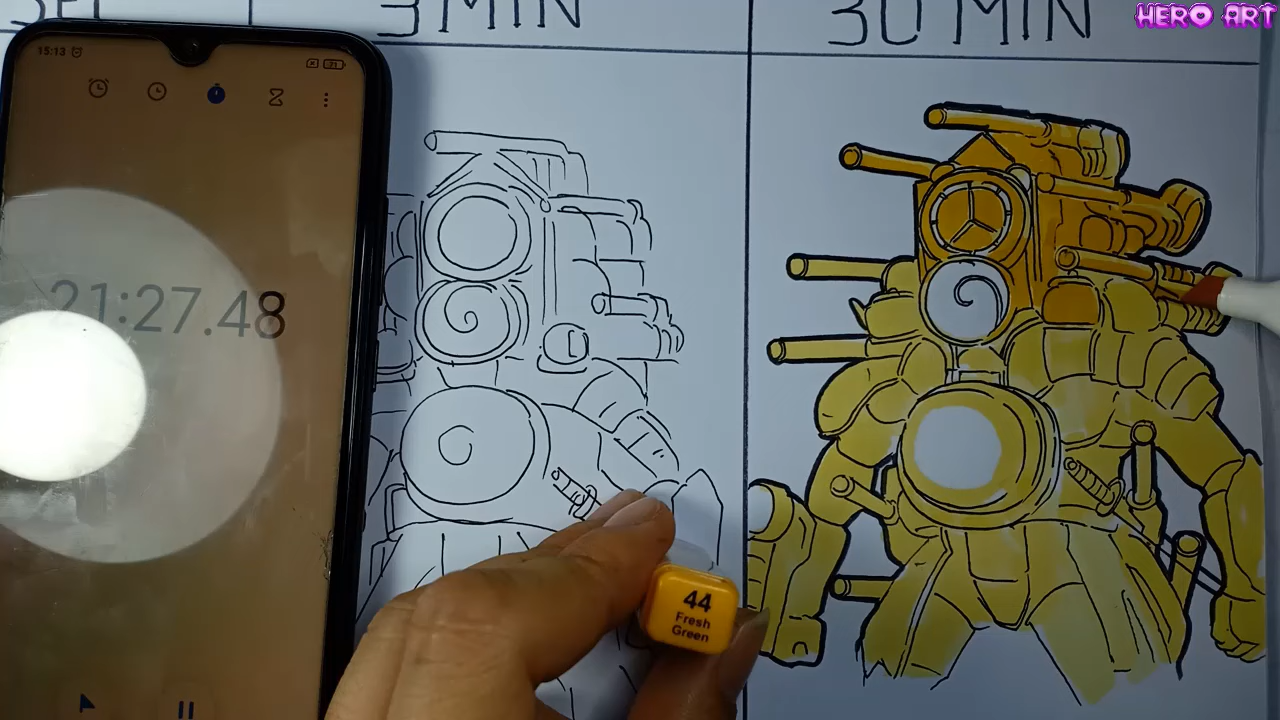 3 MIN
30 MIN
HERO ART
15:13
21:27.48
44
Fresh
Green